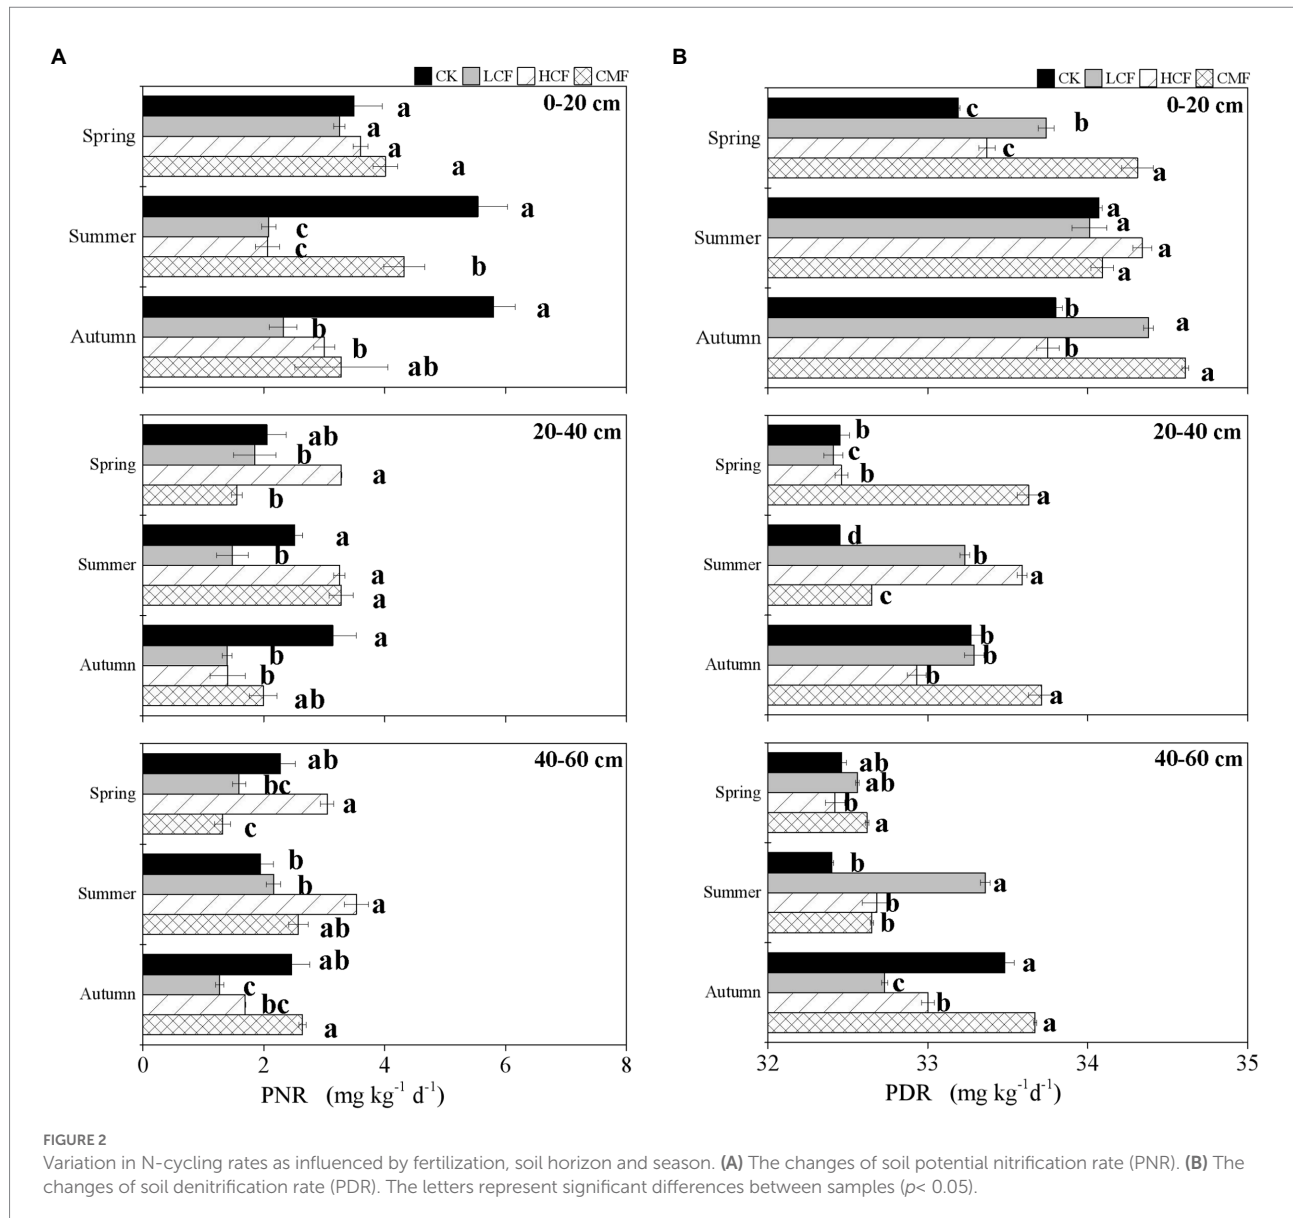 A
CK LCF HCF CMF
0-20 cm
Spring
a
a
a
a
Summer
a
c
c
b
Autumn
a
b
b
ab
20-40 cm
Spring
ab
b
a
b
Summer
a
b
a
a
Autumn
a
b
b
ab
40-60 cm
Spring
ab
bc
a
c
Summer
b
b
a
ab
Autumn
ab
c
bc
a
0 2 4 6 8
PNR (mg kg⁻¹ d⁻¹)
B
CK LCF HCF CMF
0-20 cm
Spring
c
b
c
a
Summer
a
a
a
a
Autumn
b
a
b
a
20-40 cm
Spring
b
c
b
a
Summer
d
b
a
c
Autumn
b
b
b
a
40-60 cm
Spring
ab
ab
b
a
Summer
b
a
b
b
Autumn
a
c
b
a
32 33 34 35
PDR (mg kg⁻¹ d⁻¹)
FIGURE 2
Variation in N-cycling rates as influenced by fertilization, soil horizon and season. (A) The changes of soil potential nitrification rate (PNR). (B) The
changes of soil denitrification rate (PDR). The letters represent significant differences between samples (p< 0.05).